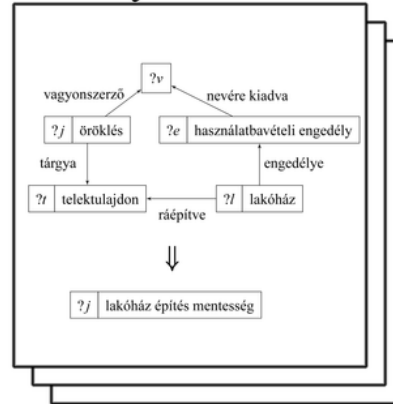 ?v
vagyonszerző
nevére kiadva
?j öröklés
?e használatbavételi engedély
tárgya
engedélye
?t telektulajdon
?l lakóház
ráépítve
⇓
?j lakóház építés mentesség